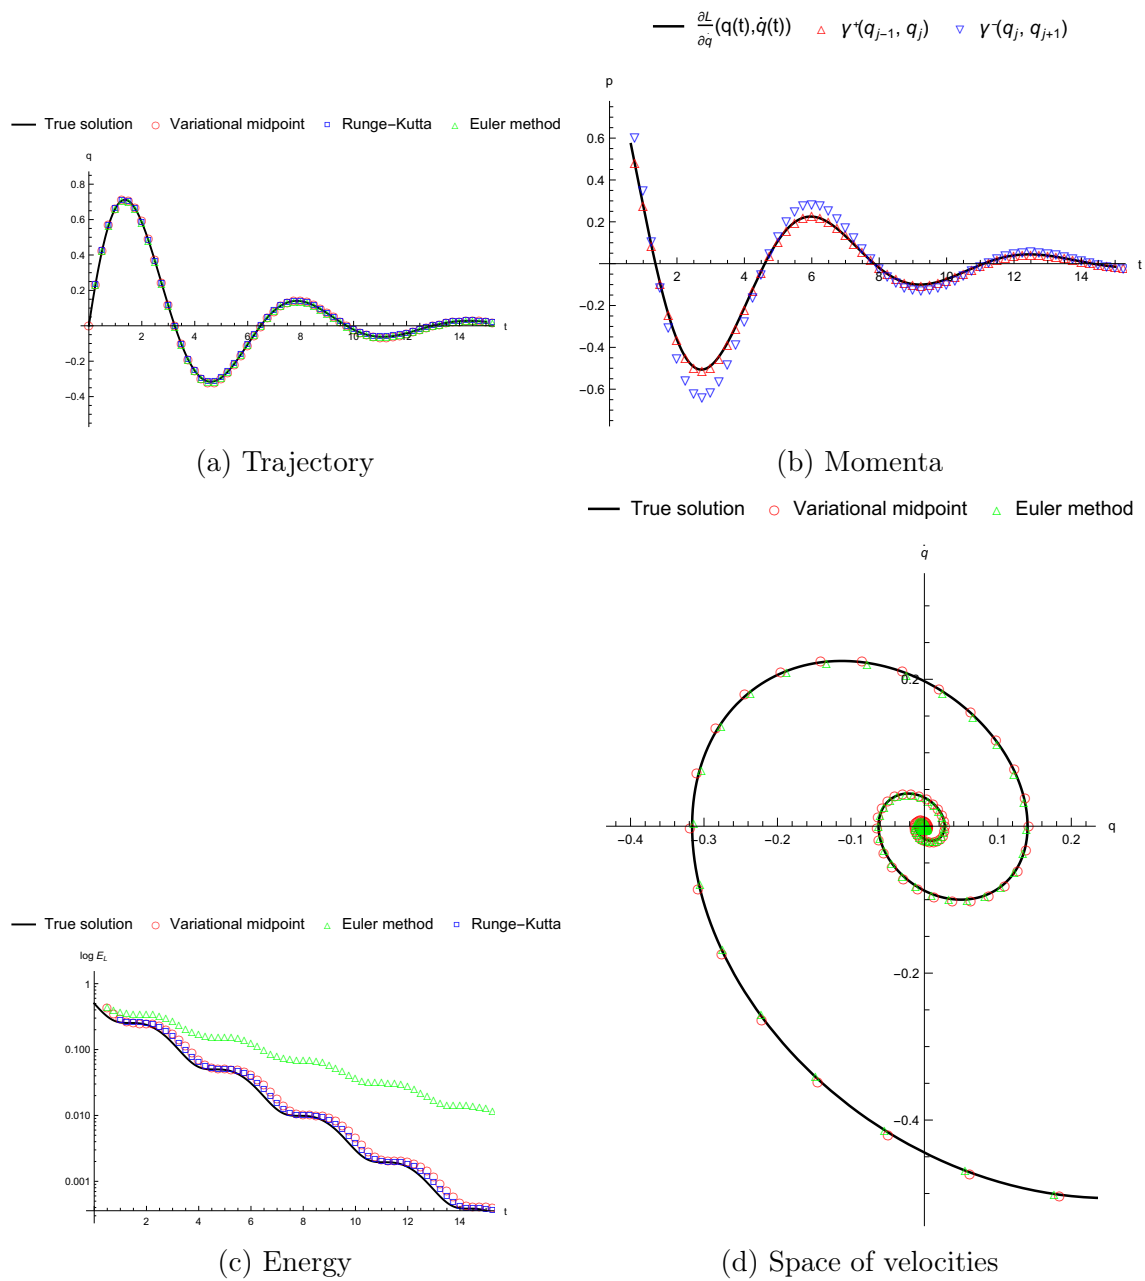 ∂L/∂q̇ (q(t),q̇(t)) γ⁺(q_{j−1}, q_j) γ⁻(q_j, q_{j+1})
True solution Variational midpoint Runge−Kutta Euler method
q
0.8
0.6
0.4
0.2
−0.2
−0.4
2 4 6 8 10 12 14 t
(a) Trajectory
p
0.6
0.4
0.2
−0.2
−0.4
−0.6
2 4 6 8 10 12 14 t
(b) Momenta
True solution Variational midpoint Euler method Runge−Kutta
log E_L
1
0.100
0.010
0.001
2 4 6 8 10 12 14 t
(c) Energy
True solution Variational midpoint Euler method
q̇
0.2
−0.4 −0.3 −0.2 −0.1 0.1 0.2 q
−0.2
−0.4
(d) Space of velocities